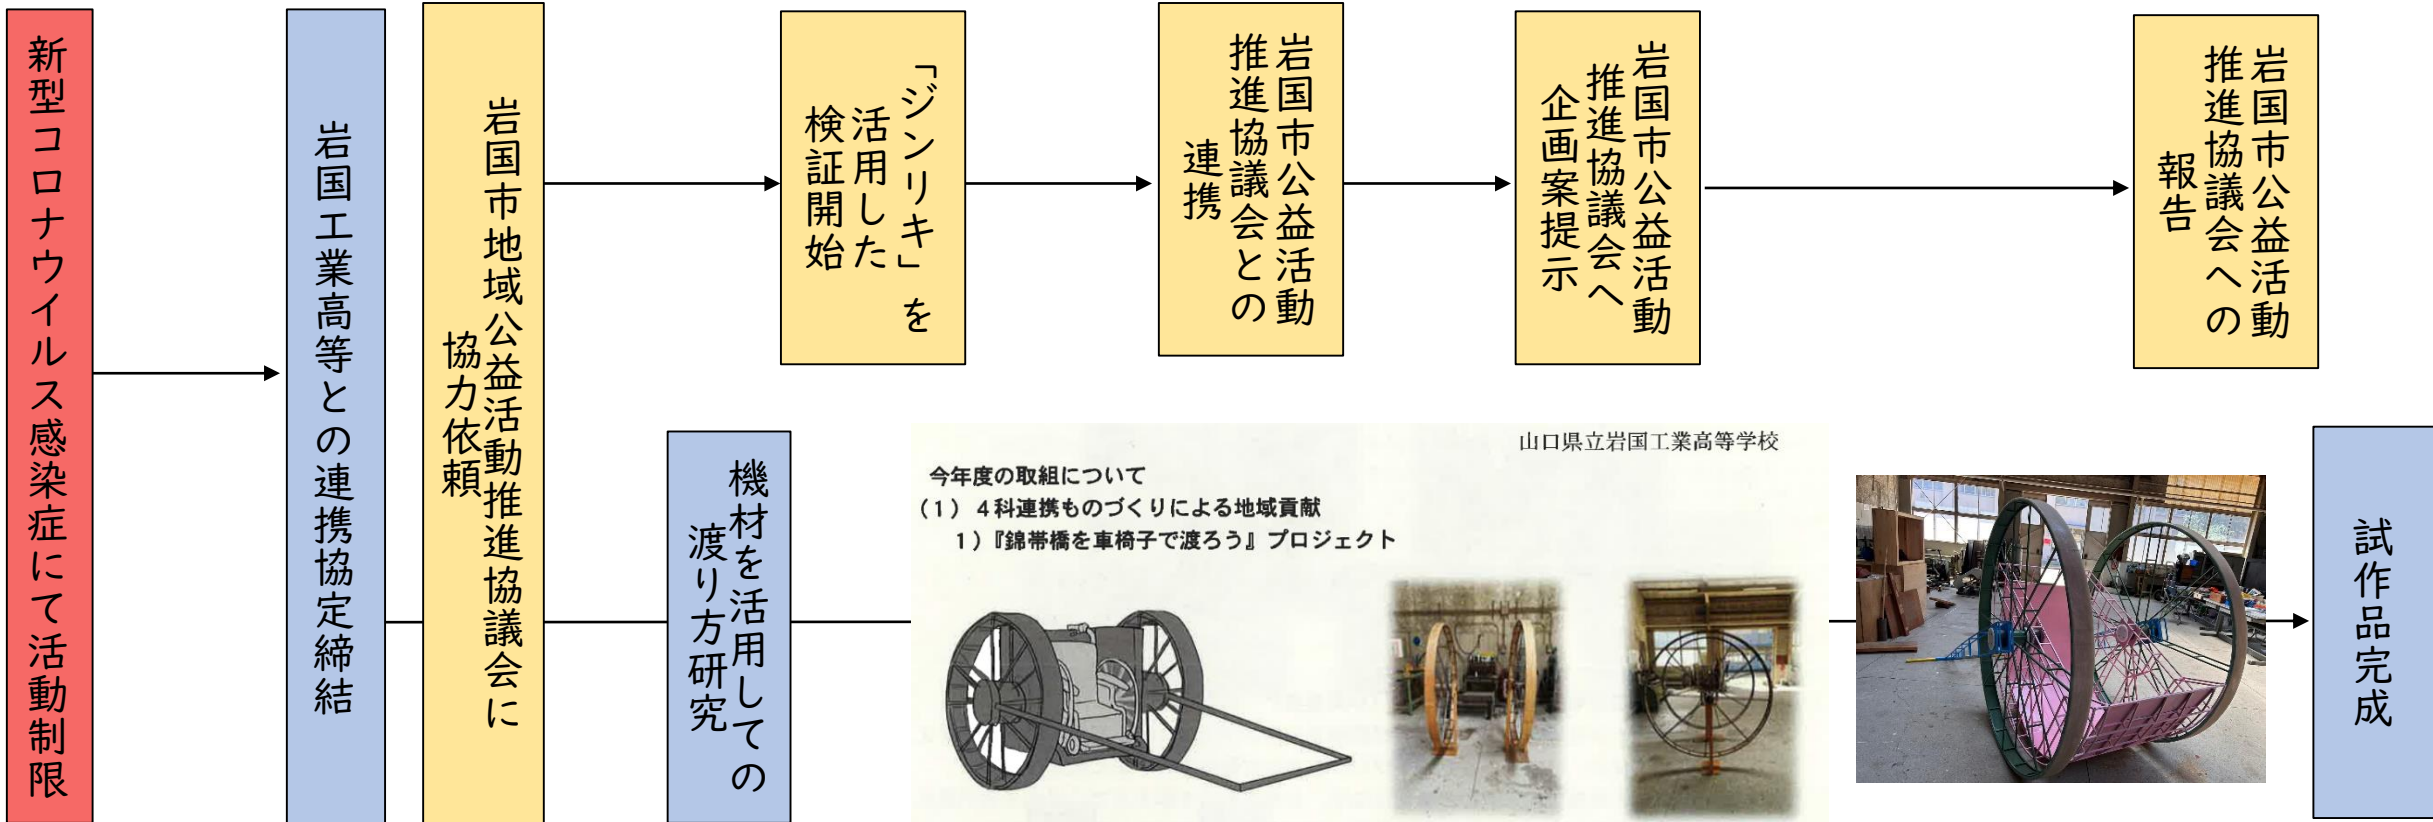 新型コロナウイルス感染症にて活動制限
岩国工業高等との連携協定締結
岩国市地域公益活動推進協議会に
協力依頼
「ジンリキ」を
活用した
検証開始
岩国市公益活動
推進協議会との
連携
岩国市公益活動
推進協議会へ
企画案提示
岩国市公益活動
推進協議会への
報告
機材を活用しての
渡り方研究
山口県立岩国工業高等学校
今年度の取組について
(1) 4科連携ものづくりによる地域貢献
1)『錦帯橋を車椅子で渡ろう』プロジェクト
試作品完成